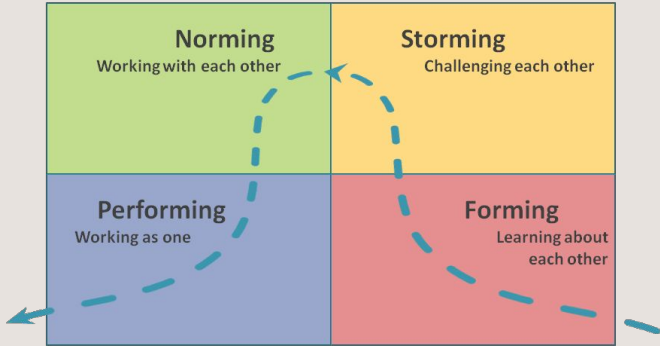 Norming
Working with each other
Storming
Challenging each other
Performing
Working as one
Forming
Learning about
each other